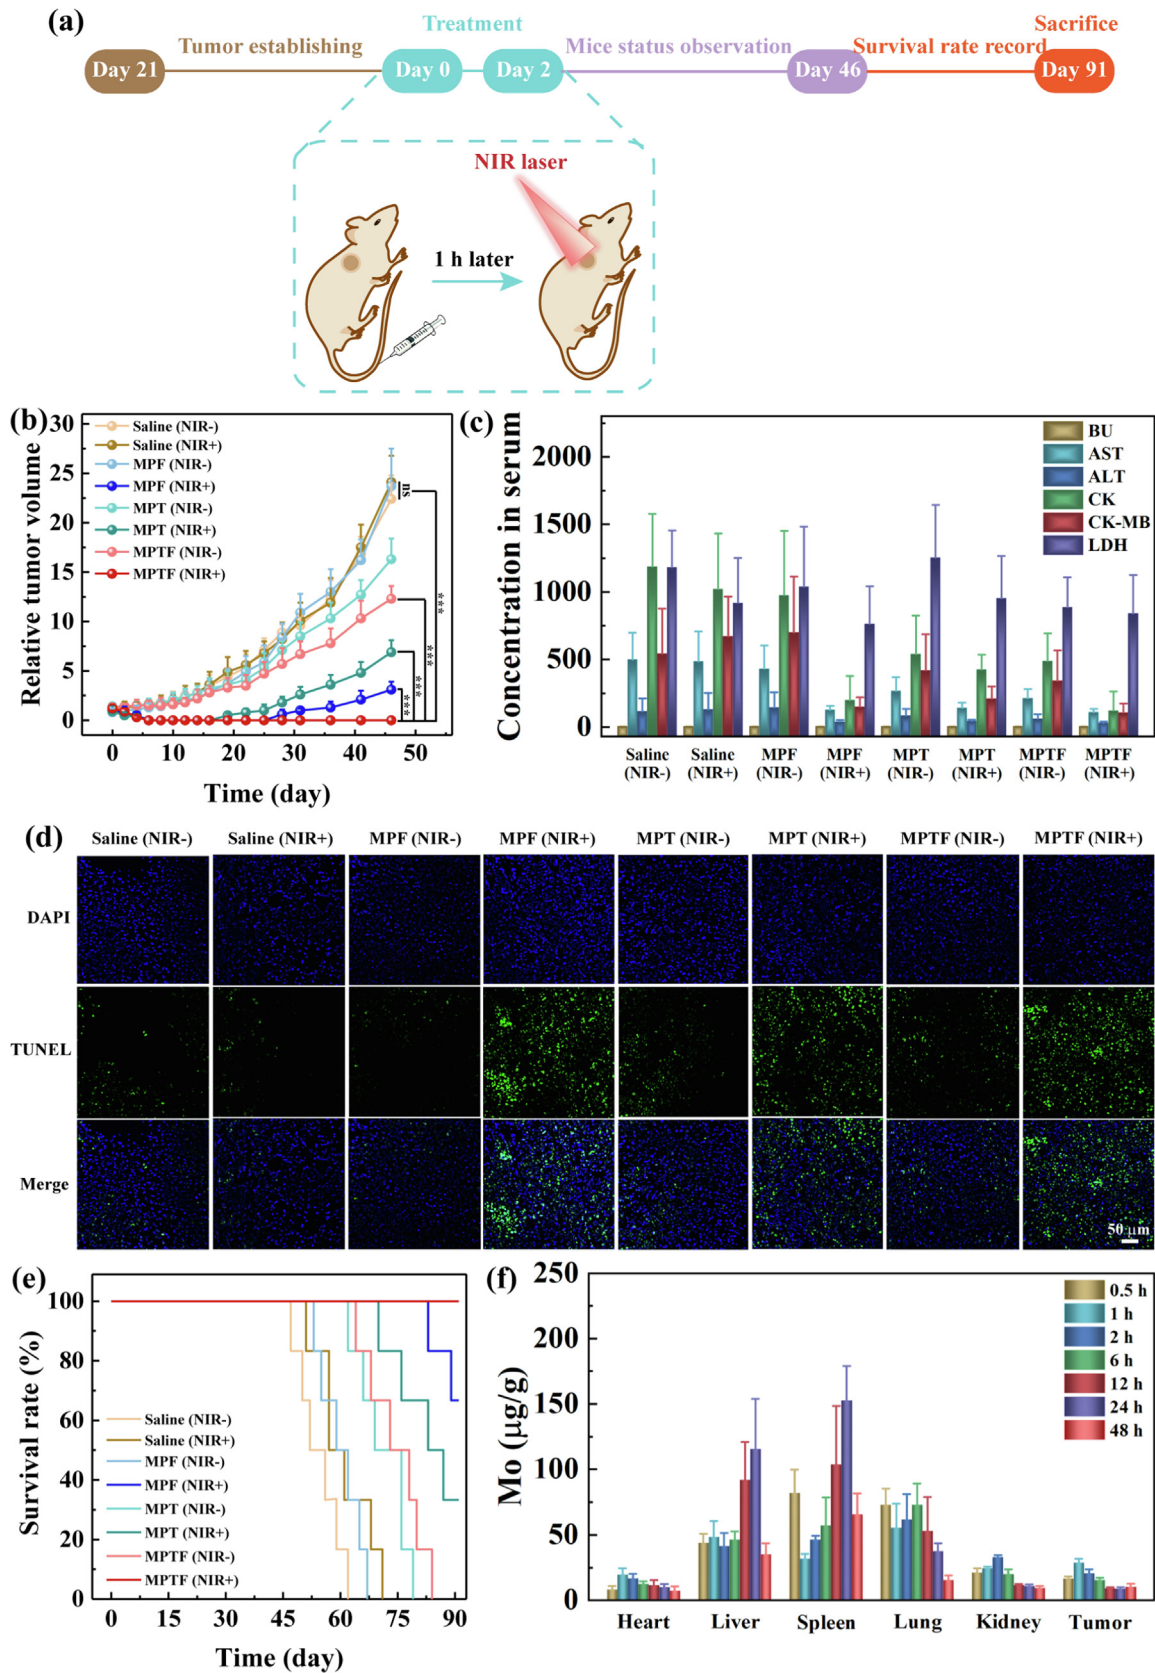 (a)
Treatment
Sacrifice
Tumor establishing
Mice status observation
Survival rate record
Day 21
Day 0
Day 2
Day 46
Day 91
NIR laser
1 h later
(b)
Relative tumor volume
30
25
20
15
10
5
0
Saline (NIR-)
Saline (NIR+)
MPF (NIR-)
MPF (NIR+)
MPT (NIR-)
MPT (NIR+)
MPTF (NIR-)
MPTF (NIR+)
ns
***
***
***
***
0
10
20
30
40
50
Time (day)
(c)
Concentration in serum
2000
1500
1000
500
0
BU
AST
ALT
CK
CK-MB
LDH
Saline (NIR-)
Saline (NIR+)
MPF (NIR-)
MPF (NIR+)
MPT (NIR-)
MPT (NIR+)
MPTF (NIR-)
MPTF (NIR+)
(d)
Saline (NIR-)
Saline (NIR+)
MPF (NIR-)
MPF (NIR+)
MPT (NIR-)
MPT (NIR+)
MPTF (NIR-)
MPTF (NIR+)
DAPI
TUNEL
Merge
50 μm
(e)
Survival rate (%)
100
80
60
40
20
0
Saline (NIR-)
Saline (NIR+)
MPF (NIR-)
MPF (NIR+)
MPT (NIR-)
MPT (NIR+)
MPTF (NIR-)
MPTF (NIR+)
0
15
30
45
60
75
90
Time (day)
(f)
Mo (μg/g)
250
200
150
100
50
0
0.5 h
1 h
2 h
6 h
12 h
24 h
48 h
Heart
Liver
Spleen
Lung
Kidney
Tumor